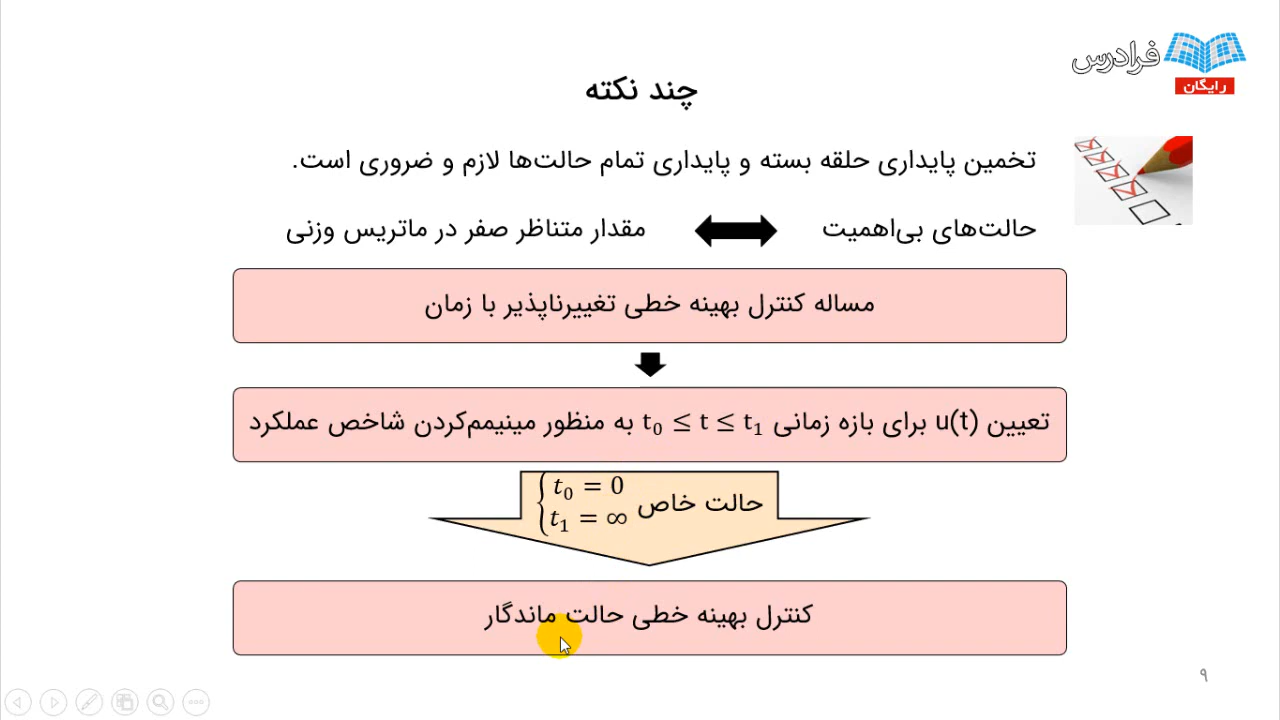 فرادرس
رایگان
چند نکته
تخمین پایداری حلقه بسته و پایداری تمام حالت‌ها لازم و ضروری است.
حالت‌های بی‌اهمیت
مقدار متناظر صفر در ماتریس وزنی
مساله کنترل بهینه خطی تغییرناپذیر با زمان
تعیین u(t) برای بازه زمانی t₀ ≤ t ≤ t₁ به منظور مینیمم‌کردن شاخص عملکرد
حالت خاص { t₀ = 0
t₁ = ∞
کنترل بهینه خطی حالت ماندگار
۹